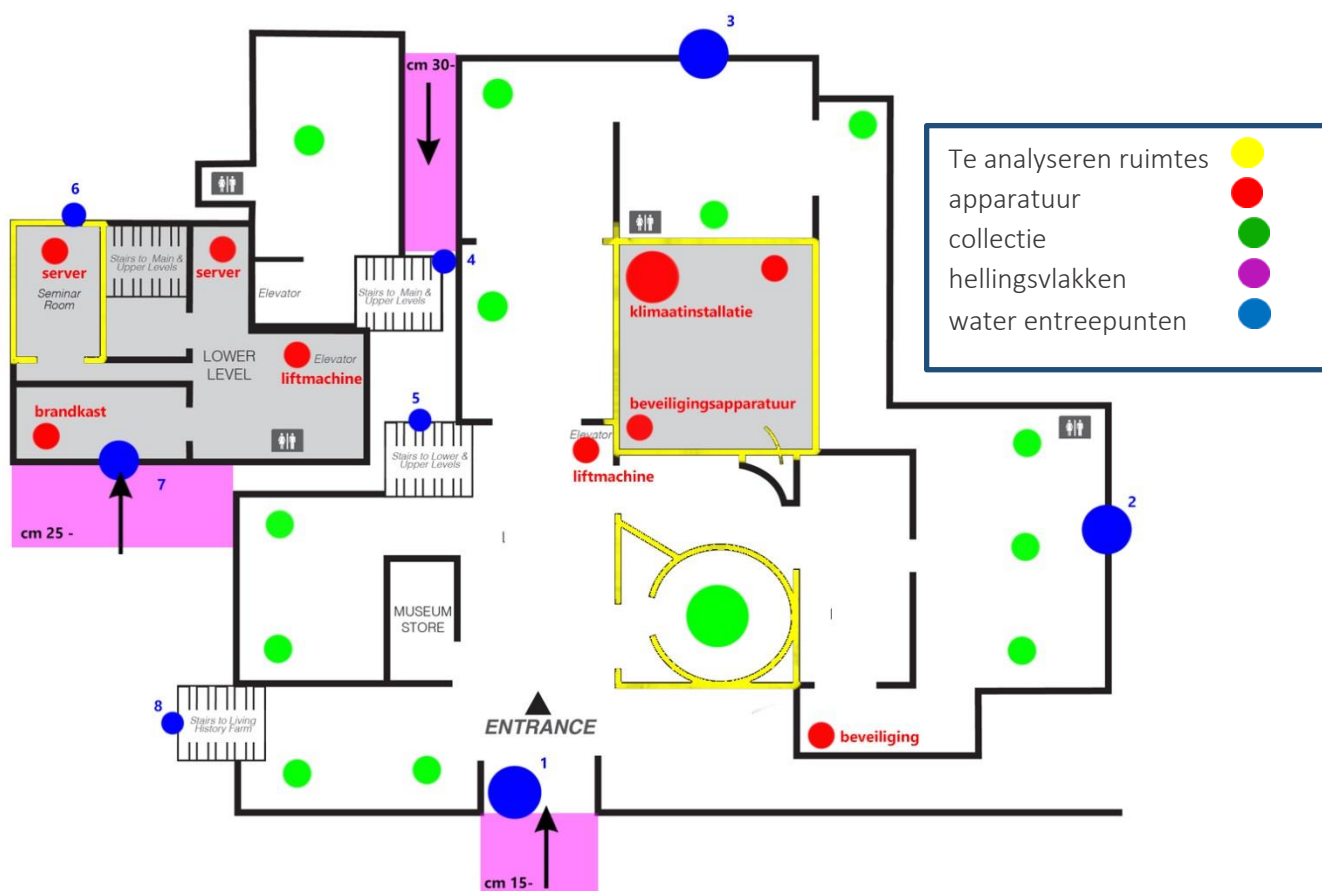 3
cm 30-
Te analyseren ruimtes
apparatuur
collectie
hellingsvlakken
water entreepunten
6
server
Seminar
Room
Stairs to Main &
Upper Levels
server
Elevator
4
Stairs to Main &
Upper Levels
klimaatinstallatie
LOWER
LEVEL
Elevator
liftmachine
brandkast
5
beveiligingsapparatuur
Elevator
liftmachine
Stairs to Lower &
Upper Levels
7
cm 25 -
2
MUSEUM
STORE
8
Stairs to Living
History Farm
ENTRANCE
beveiliging
1
cm 15-